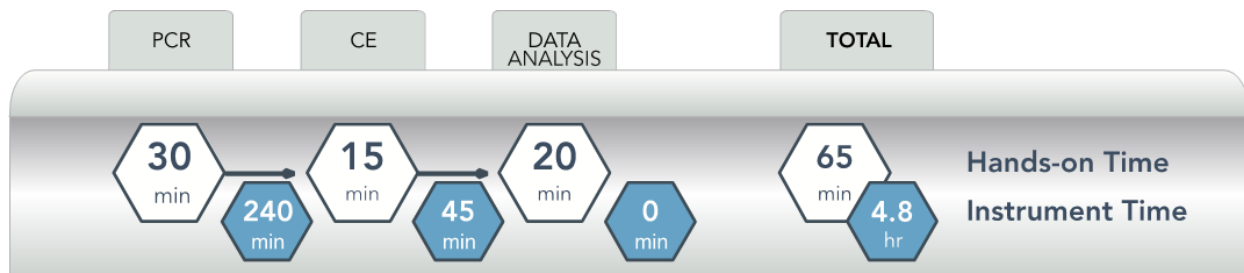 PCR
CE
DATA
ANALYSIS
TOTAL
30
min
15
min
20
min
65
min
Hands-on Time
240
min
45
min
0
min
4.8
hr
Instrument Time